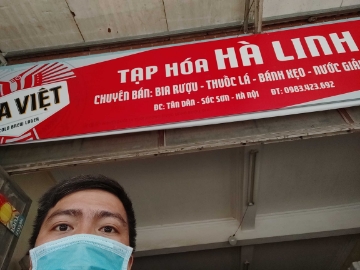 TẠP HÓA HÀ LINH
CHUYÊN BÁN: BIA RƯỢU - THUỐC LÁ - BÁNH KẸO - NƯỚC GIẢI
ĐC: TÂN DÂN - SÓC SƠN - HÀ NỘI ĐT: 0983.423.692
A VIỆT